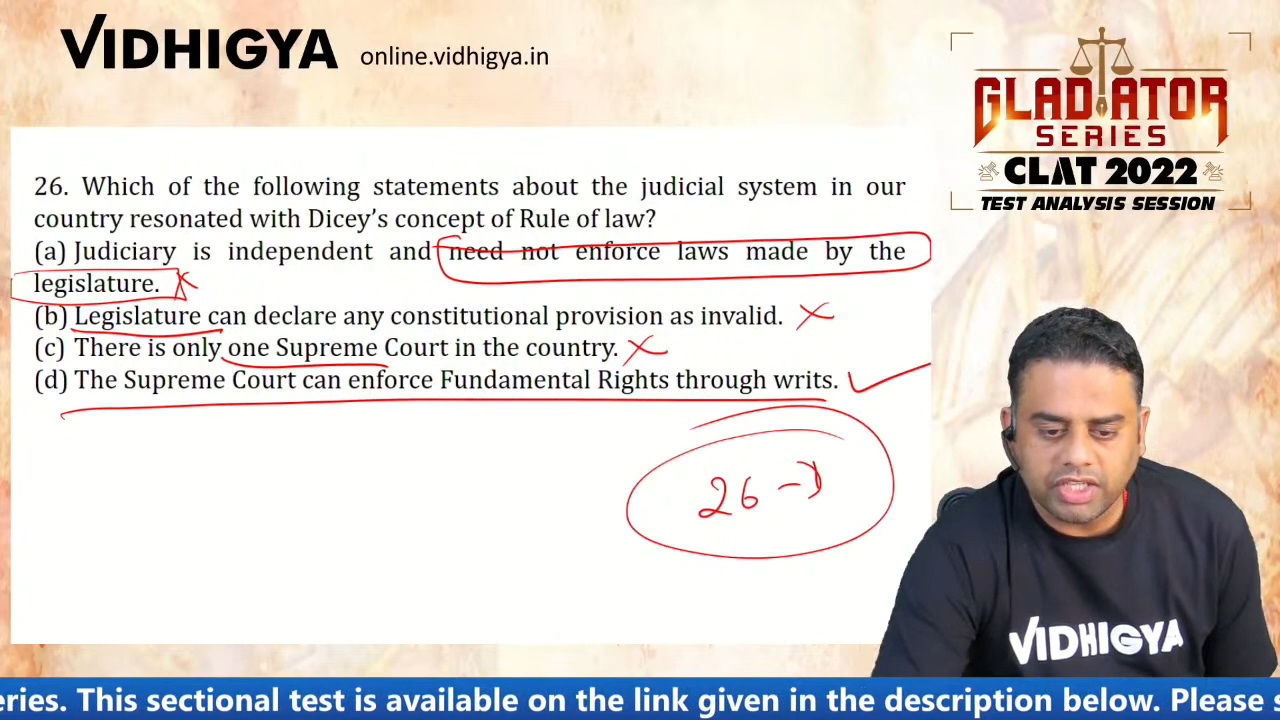 VIDHIGYA online.vidhigya.in
GLADIATOR
SERIES
CLAT 2022
TEST ANALYSIS SESSION
26. Which of the following statements about the judicial system in our
country resonated with Dicey's concept of Rule of law?
(a) Judiciary is independent and need not enforce laws made by the
legislature.
(b) Legislature can declare any constitutional provision as invalid.
(c) There is only one Supreme Court in the country.
(d) The Supreme Court can enforce Fundamental Rights through writs.
26 - D
VIDHIGYA
eries. This sectional test is available on the link given in the description below. Please s